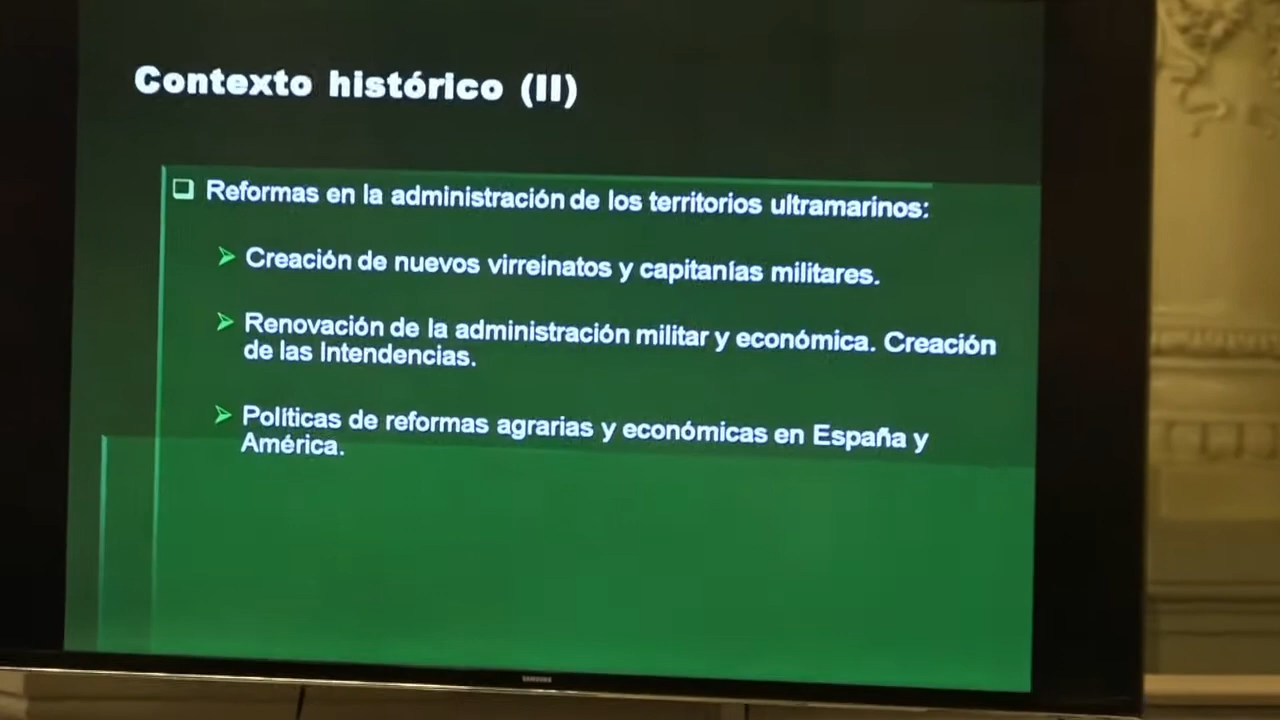 Contexto histórico (II)
Reformas en la administración de los territorios ultramarinos:
Creación de nuevos virreinatos y capitanías militares.
Renovación de la administración militar y económica. Creación
de las Intendencias.
Políticas de reformas agrarias y económicas en España y
América.
SAMSUNG